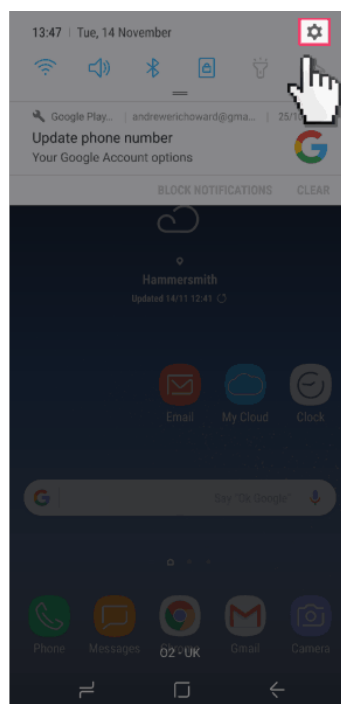 13:47 | Tue, 14 November
Google Play... | andrewerichoward@gma... | 25/10
Update phone number
Your Google Account options
BLOCK NOTIFICATIONS CLEAR
Hammersmith
Updated 14/11 12:41
Email My Cloud Clock
Say "Ok Google"
Phone Messages Gmail Camera
O2 - UK